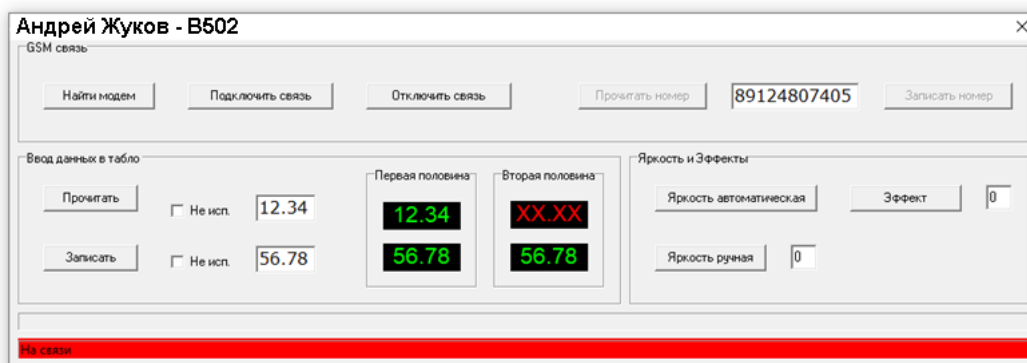 Андрей Жуков - B502
GSM связь
Найти модем Подключить связь Отключить связь Прочитать номер 89124807405 Записать номер
Ввод данных в табло
Яркость и Эффекты
Первая половина Вторая половина
Прочитать Не исп. 12.34 12.34 XX.XX
Яркость автоматическая Эффект 0
Записать Не исп. 56.78 56.78 56.78
Яркость ручная 0
На связи